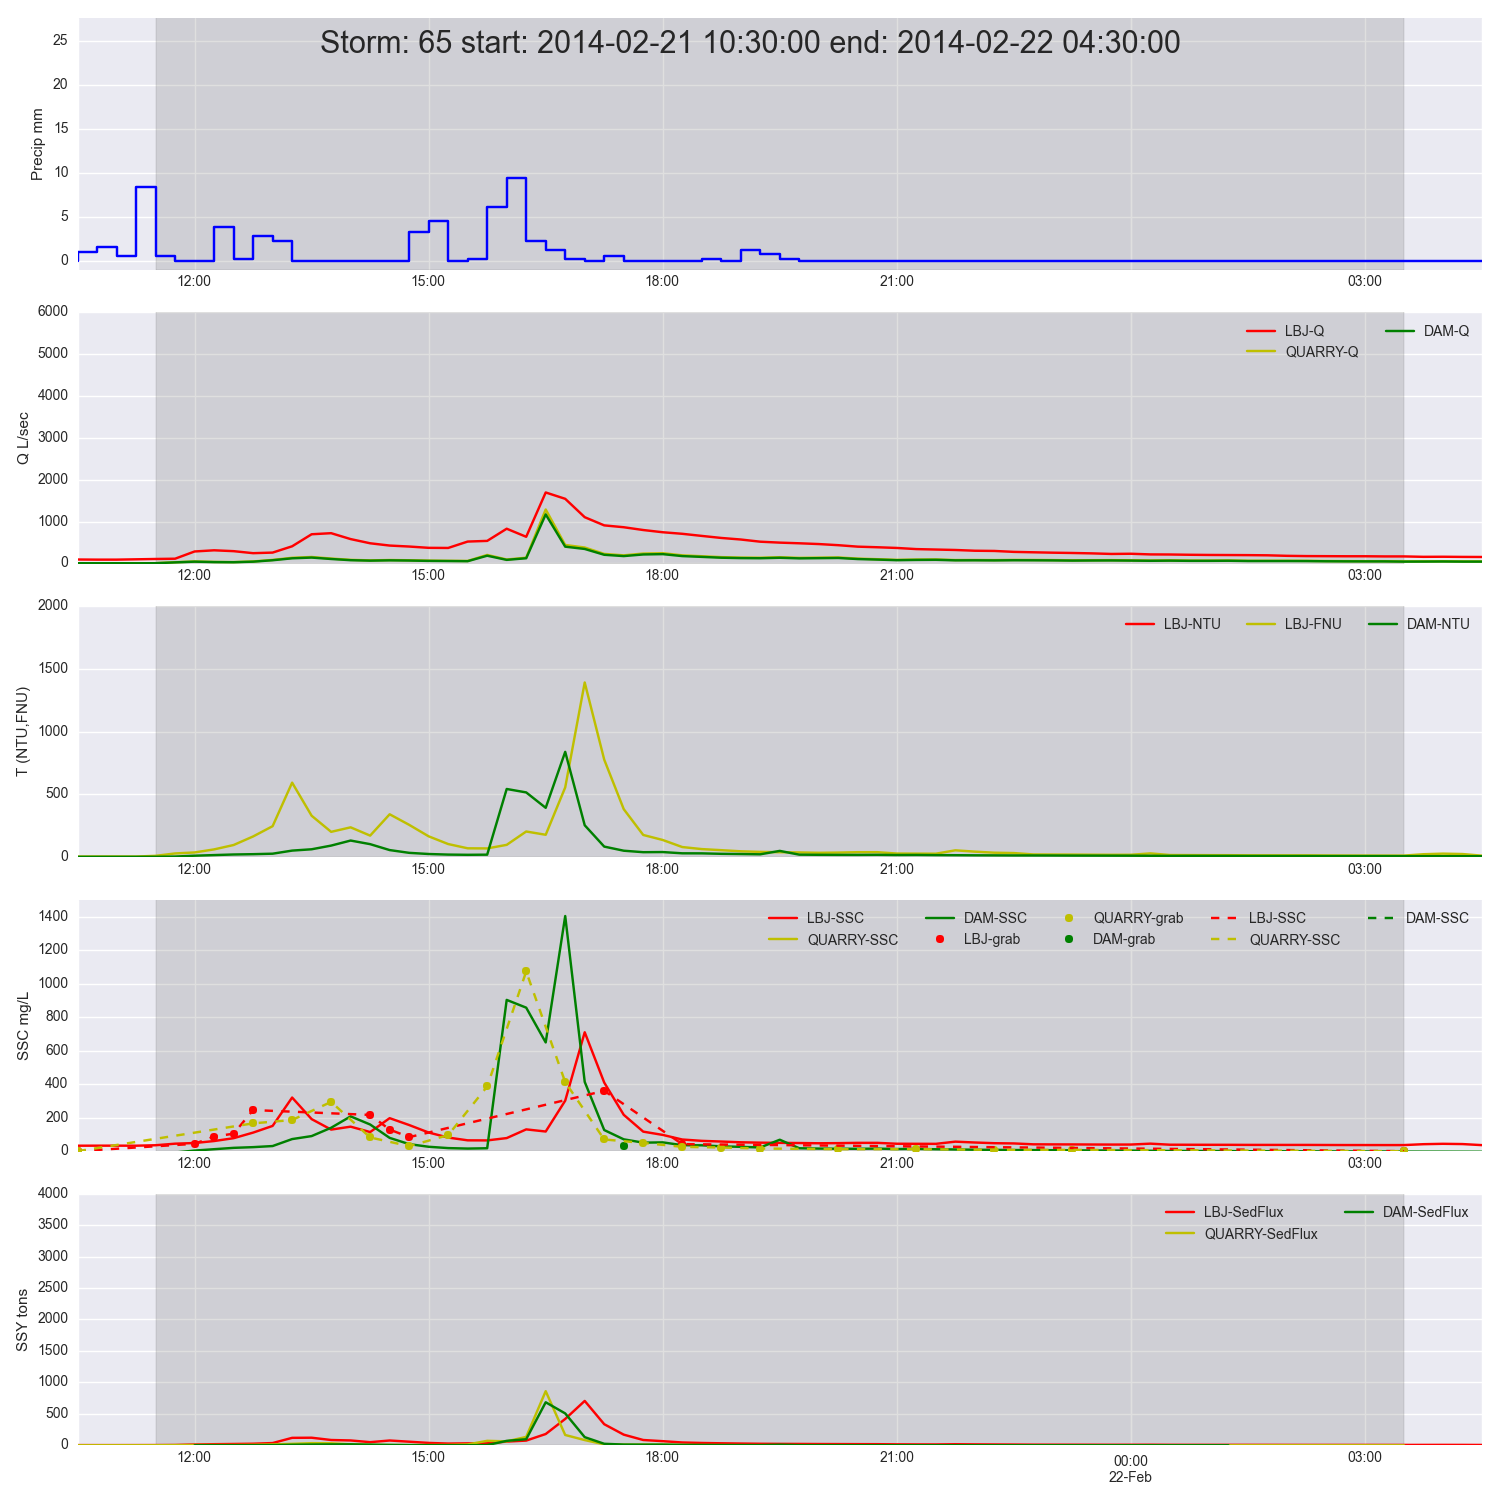 Storm: 65 start: 2014-02-21 10:30:00 end: 2014-02-22 04:30:00
Precip mm
25
20
15
10
5
0
12:00 15:00 18:00 21:00 03:00
Q L/sec
6000
5000
4000
3000
2000
1000
0
LBJ-Q DAM-Q
QUARRY-Q
12:00 15:00 18:00 21:00 03:00
T (NTU,FNU)
2000
1500
1000
500
0
LBJ-NTU LBJ-FNU DAM-NTU
12:00 15:00 18:00 21:00 03:00
SSC mg/L
1400
1200
1000
800
600
400
200
0
LBJ-SSC DAM-SSC QUARRY-grab LBJ-SSC DAM-SSC
QUARRY-SSC LBJ-grab DAM-grab QUARRY-SSC
12:00 15:00 18:00 21:00 03:00
SSY tons
4000
3500
3000
2500
2000
1500
1000
500
0
LBJ-SedFlux DAM-SedFlux
QUARRY-SedFlux
12:00 15:00 18:00 21:00 00:00 03:00
22-Feb